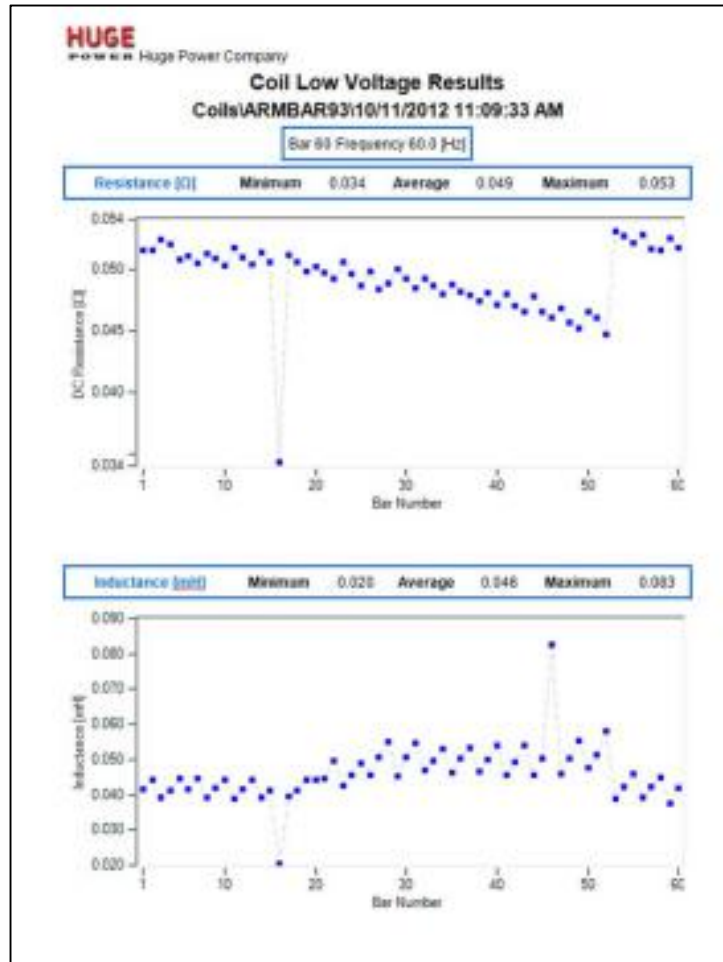 HUGE
POWER Huge Power Company
Coil Low Voltage Results
Coils\ARMBAR93\10/11/2012 11:09:33 AM
Bar 60 Frequency 60.0 [Hz]
Resistance [Ω] Minimum 0.034 Average 0.049 Maximum 0.053
0.054
0.050
0.045
0.040
0.034
DC Resistance [Ω]
1 10 20 30 40 50 60
Bar Number
Inductance [mH] Minimum 0.020 Average 0.046 Maximum 0.083
0.090
0.080
0.070
0.060
0.050
0.040
0.030
0.020
Inductance [mH]
1 10 20 30 40 50 60
Bar Number